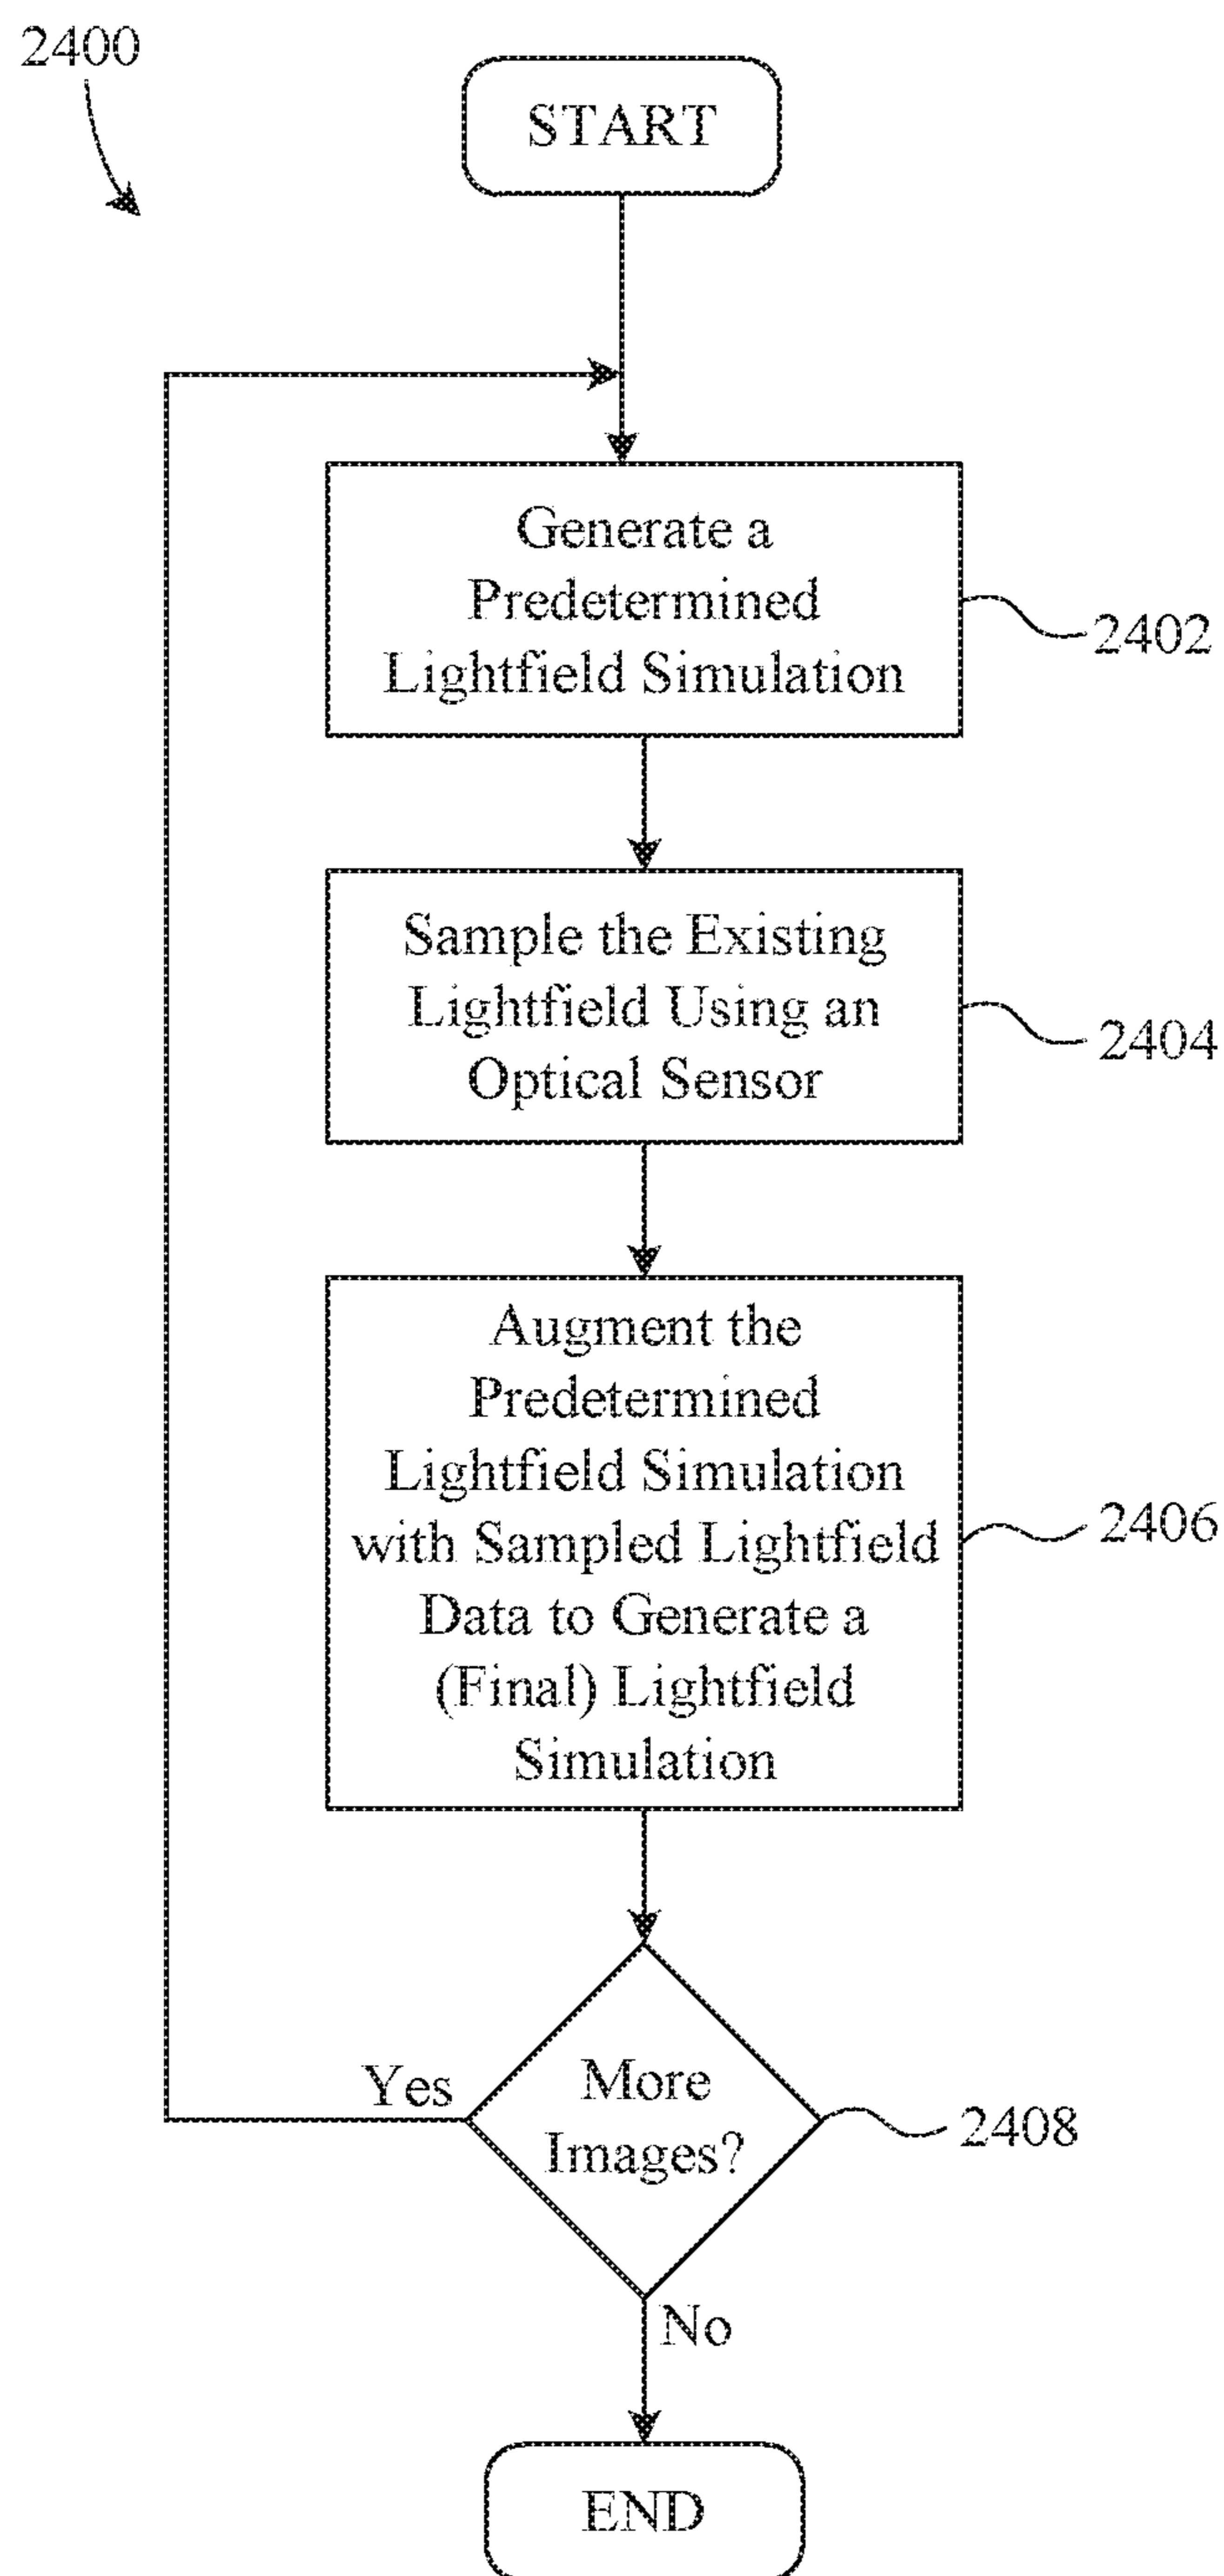 2400
START
Generate a
Predetermined
Lightfield Simulation
2402
Sample the Existing
Lightfield Using an
Optical Sensor
2404
Augment the
Predetermined
Lightfield Simulation
with Sampled Lightfield
Data to Generate a
(Final) Lightfield
Simulation
2406
More
Images?
Yes
2408
No
END